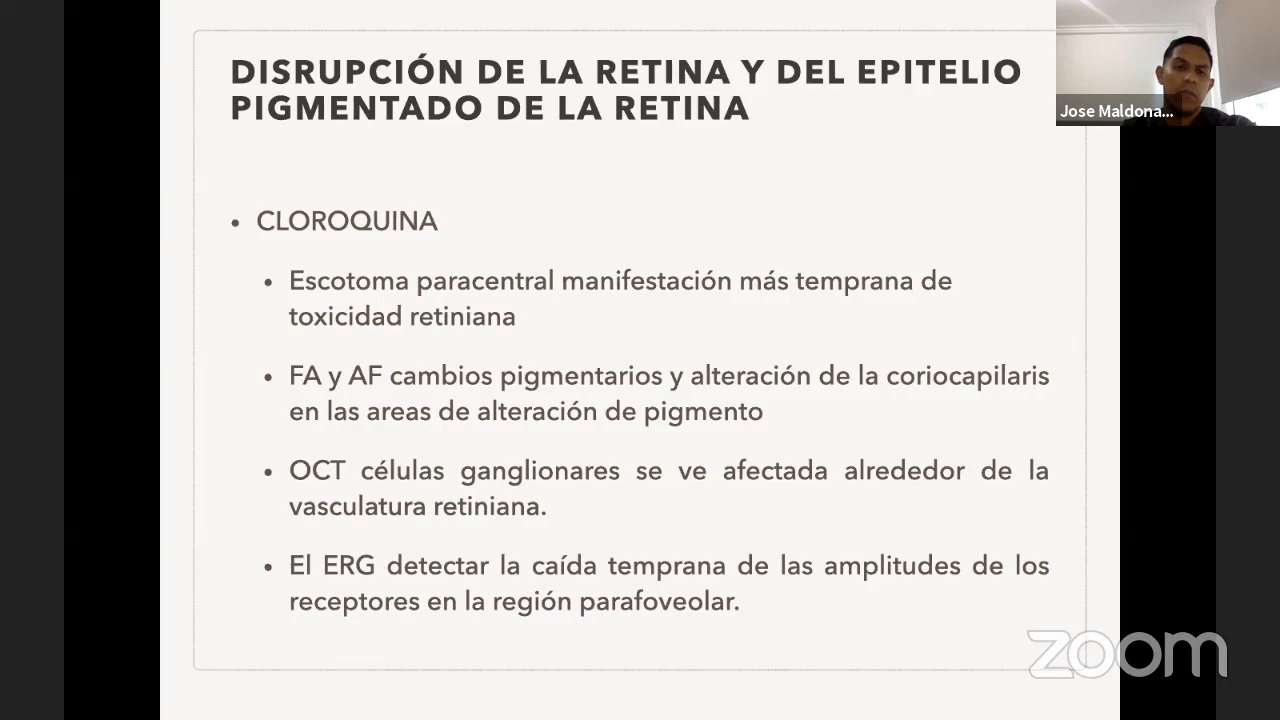 DISRUPCIÓN DE LA RETINA Y DEL EPITELIO
PIGMENTADO DE LA RETINA
Jose Maldona...
• CLOROQUINA
• Escotoma paracentral manifestación más temprana de
toxicidad retiniana
• FA y AF cambios pigmentarios y alteración de la coriocapilaris
en las areas de alteración de pigmento
• OCT células ganglionares se ve afectada alrededor de la
vasculatura retiniana.
• El ERG detectar la caída temprana de las amplitudes de los
receptores en la región parafoveolar.
zoom